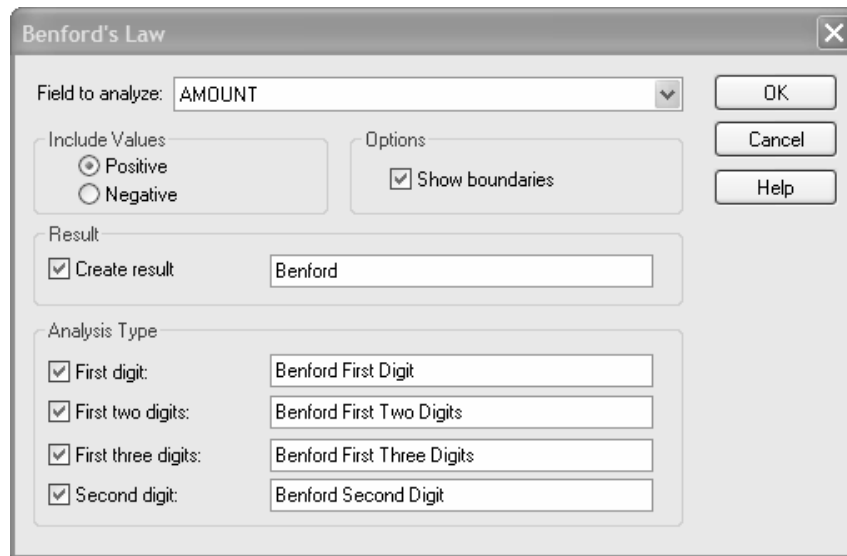 Benford's Law
Field to analyze: AMOUNT
OK
Include Values
Positive
Negative
Options
Show boundaries
Cancel
Help
Result
Create result Benford
Analysis Type
First digit: Benford First Digit
First two digits: Benford First Two Digits
First three digits: Benford First Three Digits
Second digit: Benford Second Digit